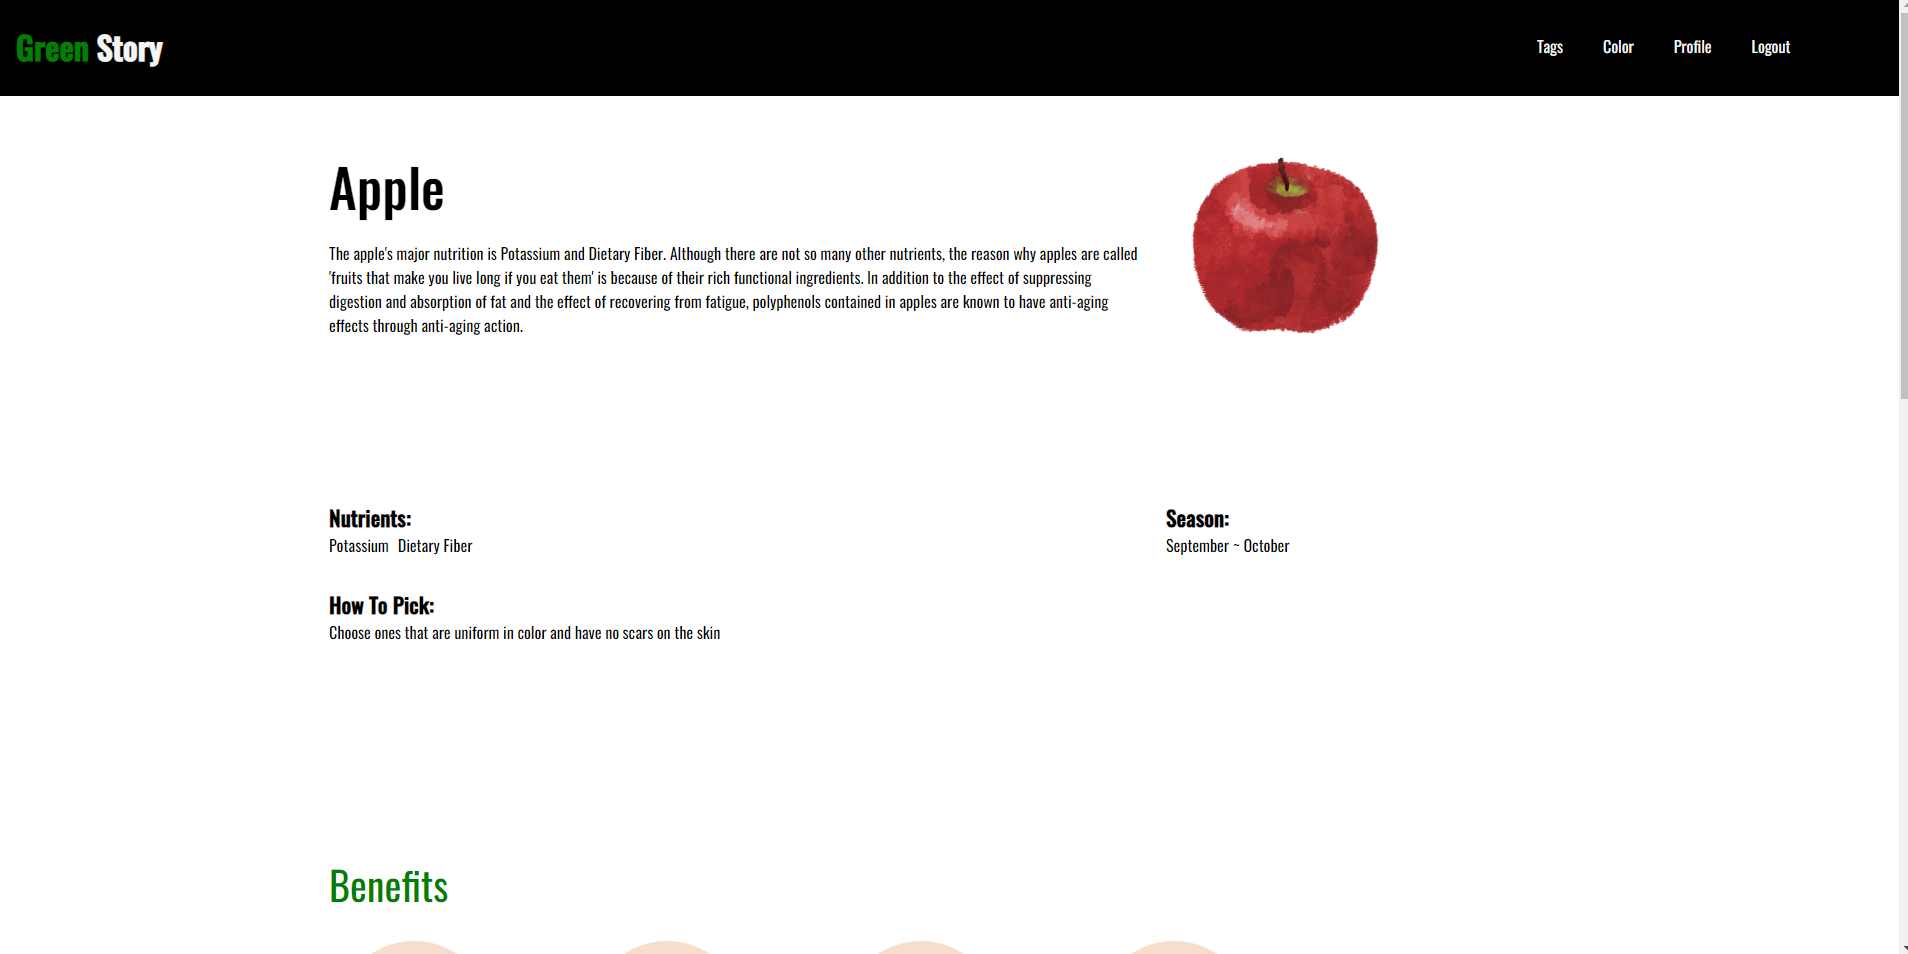 Green Story
Tags Color Profile Logout
Apple
The apple's major nutrition is Potassium and Dietary Fiber. Although there are not so many other nutrients, the reason why apples are called
'fruits that make you live long if you eat them' is because of their rich functional ingredients. In addition to the effect of suppressing
digestion and absorption of fat and the effect of recovering from fatigue, polyphenols contained in apples are known to have anti-aging
effects through anti-aging action.
Nutrients:
Potassium Dietary Fiber
Season:
September ~ October
How To Pick:
Choose ones that are uniform in color and have no scars on the skin
Benefits